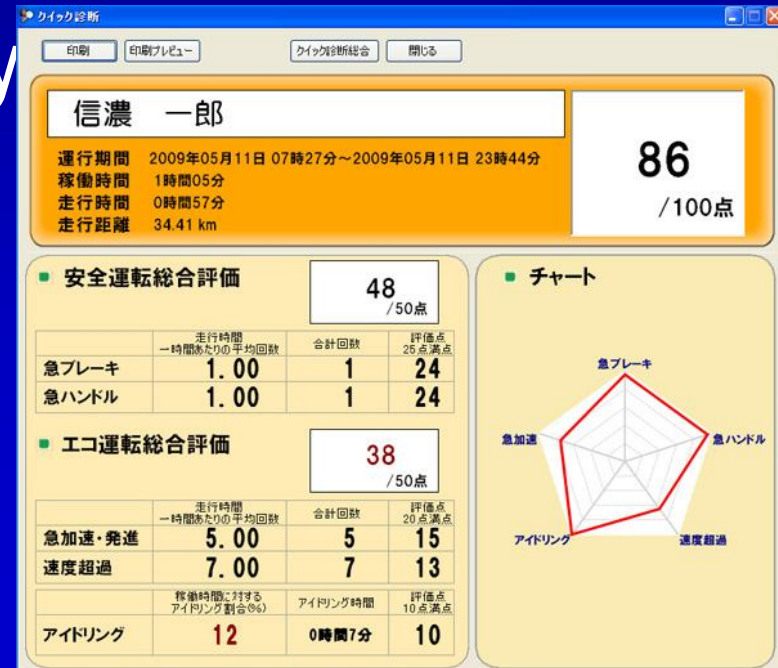 クイック診断
印刷 印刷プレビュー クイック診断総合 閉じる
y
信濃 一郎
運行期間 2009年05月11日 07時27分～2009年05月11日 23時44分
稼働時間 1時間05分
走行時間 0時間57分
走行距離 34.41 km
86
/100点
安全運転総合評価
48
/50点
走行時間
一時間あたりの平均回数 合計回数 評価点
25点満点
急ブレーキ 1.00 1 24
急ハンドル 1.00 1 24
エコ運転総合評価
38
/50点
走行時間
一時間あたりの平均回数 合計回数 評価点
20点満点
急加速・発進 5.00 5 15
速度超過 7.00 7 13
稼働時間に対する
アイドリング割合(%) アイドリング時間 評価点
10点満点
アイドリング 12 0時間7分 10
チャート
急ブレーキ
急加速 急ハンドル
アイドリング 速度超過